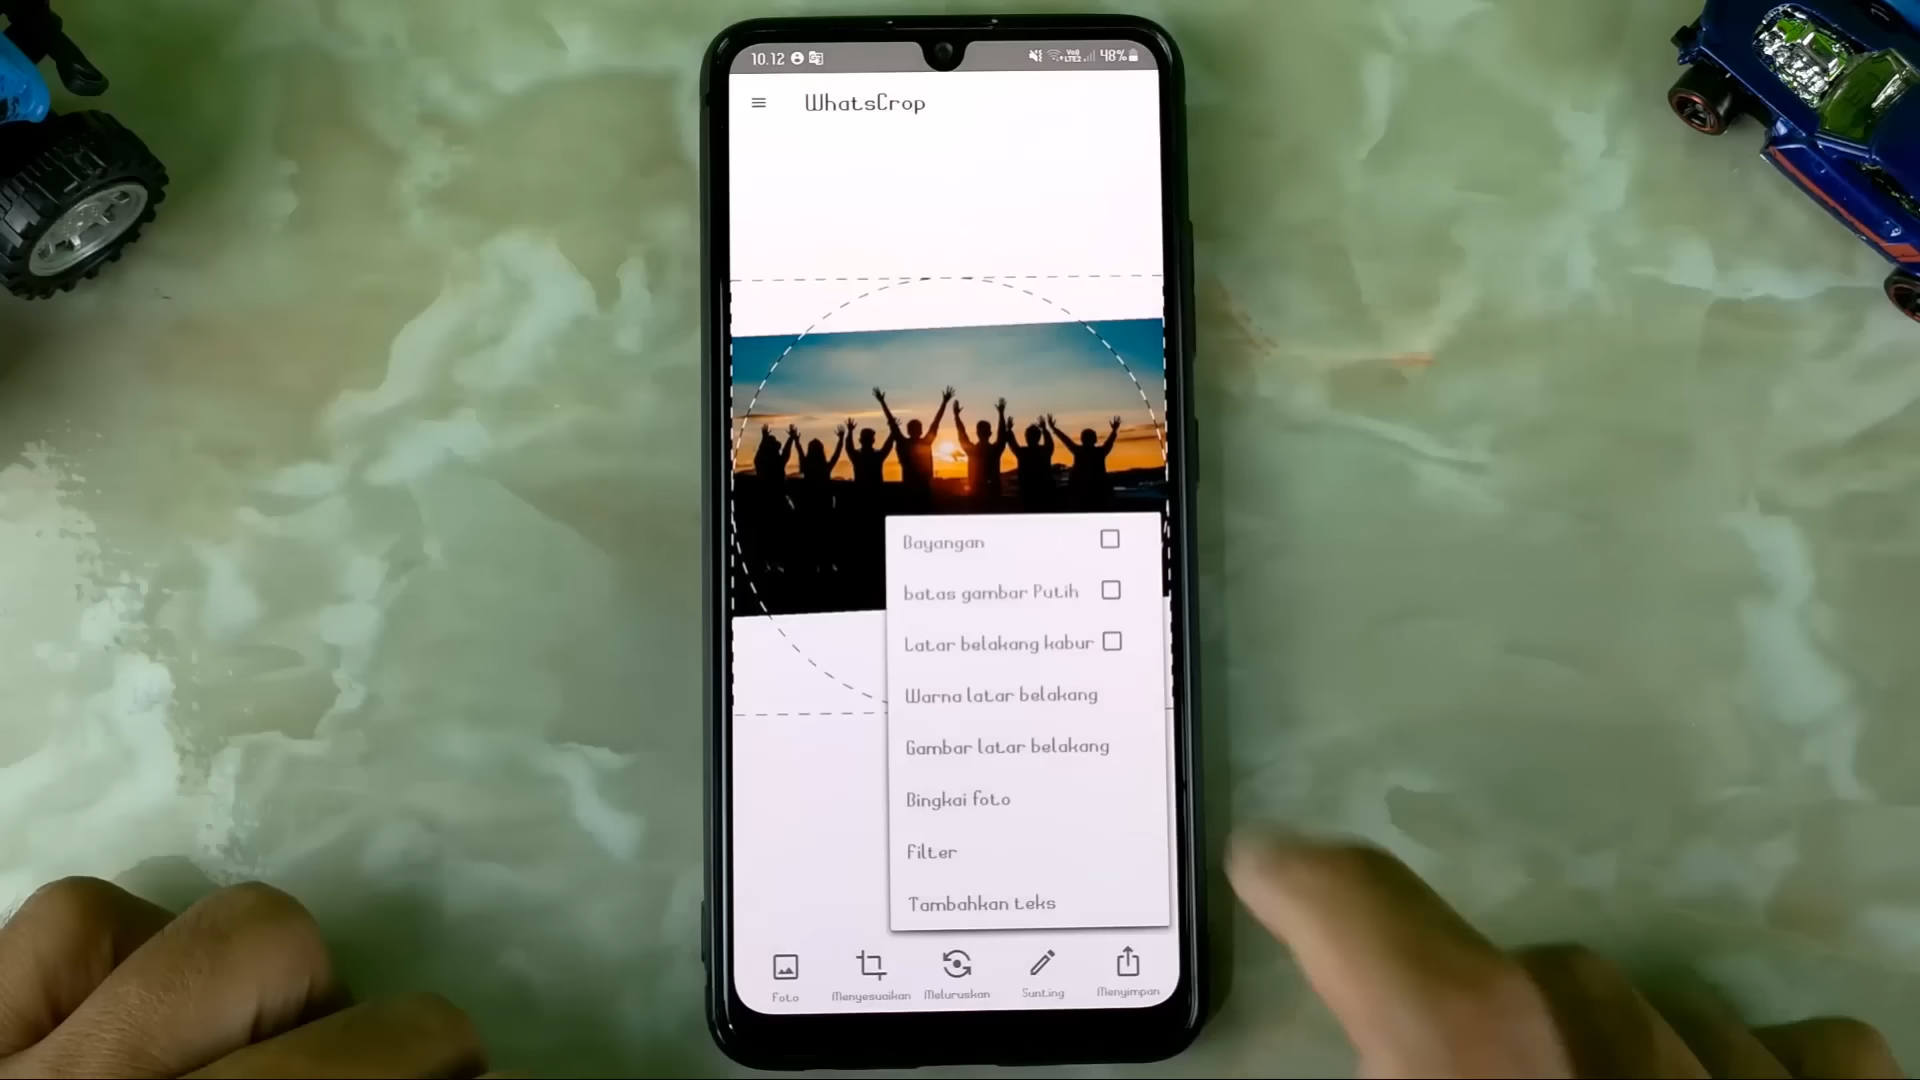 10.12
48%
WhatsCrop
Bayangan
batas gambar Putih
Latar belakang kabur
Warna latar belakang
Gambar latar belakang
Bingkai foto
Filter
Tambahkan teks
Foto
Menyesuaikan
Meluruskan
Sunting
Menyimpan